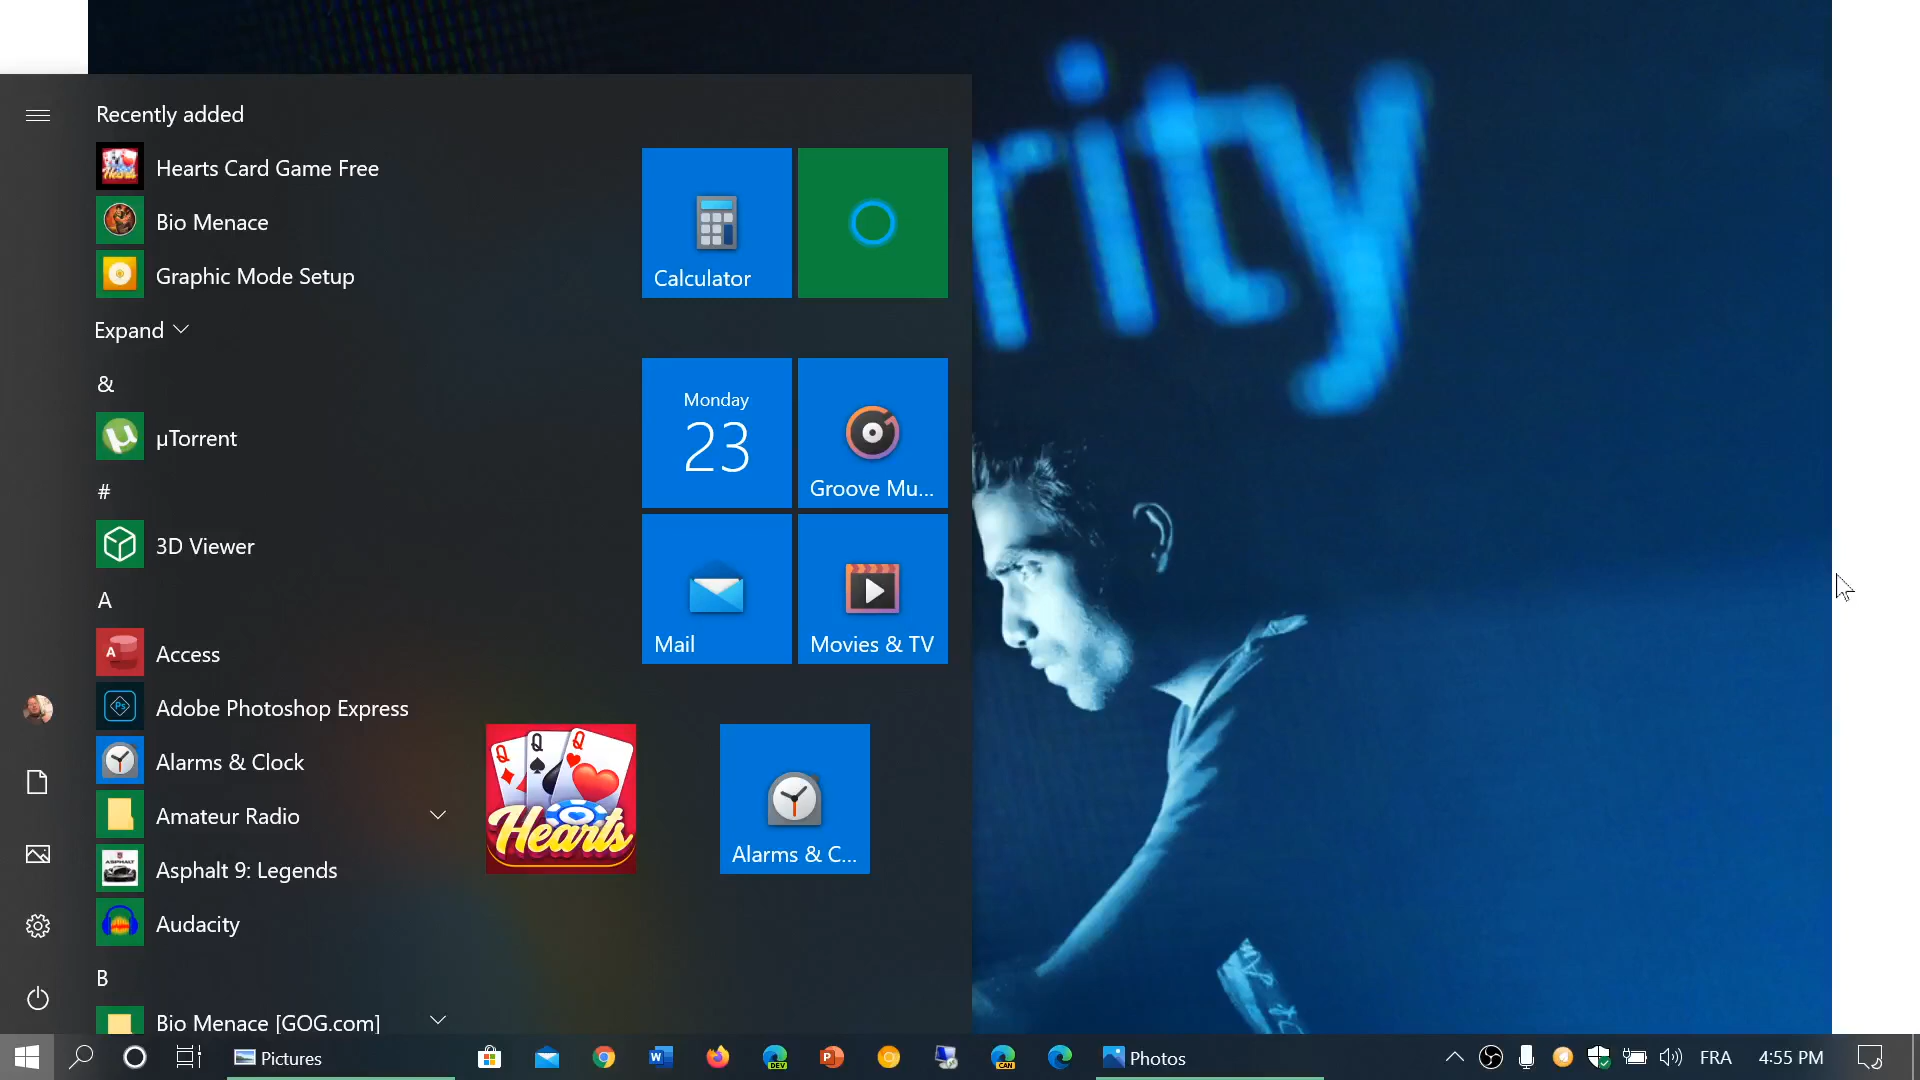 Recently added
Hearts Card Game Free
Bio Menace
Graphic Mode Setup
Expand
&
µTorrent
#
3D Viewer
A
Access
Adobe Photoshop Express
Alarms & Clock
Amateur Radio
Asphalt 9: Legends
Audacity
B
Bio Menace [GOG.com]
Calculator
Monday
23
Groove Mu...
Mail
Movies & TV
Hearts
Alarms & C...
rity
Pictures
Photos
FRA
4:55 PM